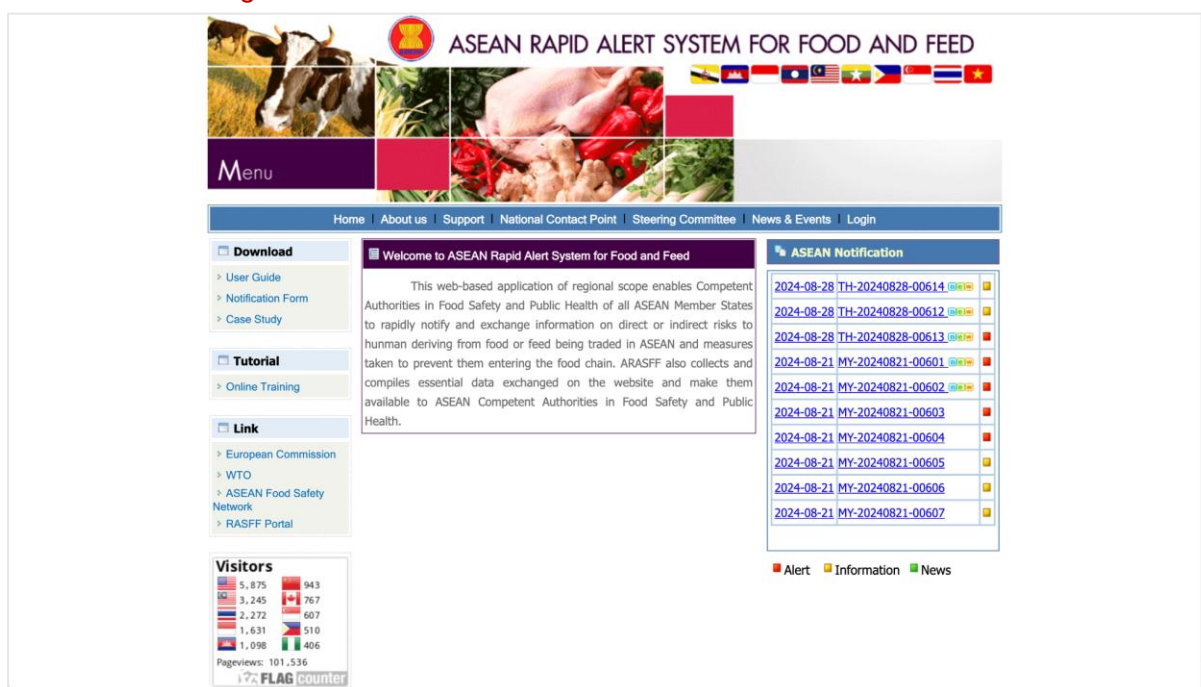 ASEAN RAPID ALERT SYSTEM FOR FOOD AND FEED
Menu
Home | About us | Support | National Contact Point | Steering Committee | News & Events | Login
Download
> User Guide
> Notification Form
> Case Study
Tutorial
> Online Training
Link
> European Commission
> WTO
> ASEAN Food Safety
Network
> RASFF Portal
Visitors
5,875 943
3,245 767
2,272 607
1,631 510
1,098 406
Pageviews: 101,536
FLAG counter
Welcome to ASEAN Rapid Alert System for Food and Feed
This web-based application of regional scope enables Competent
Authorities in Food Safety and Public Health of all ASEAN Member States
to rapidly notify and exchange information on direct or indirect risks to
hunman deriving from food or feed being traded in ASEAN and measures
taken to prevent them entering the food chain. ARASFF also collects and
compiles essential data exchanged on the website and make them
available to ASEAN Competent Authorities in Food Safety and Public
Health.
ASEAN Notification
2024-08-28 TH-20240828-00614 new
2024-08-28 TH-20240828-00612 new
2024-08-28 TH-20240828-00613 new
2024-08-21 MY-20240821-00601 new
2024-08-21 MY-20240821-00602 new
2024-08-21 MY-20240821-00603
2024-08-21 MY-20240821-00604
2024-08-21 MY-20240821-00605
2024-08-21 MY-20240821-00606
2024-08-21 MY-20240821-00607
Alert Information News